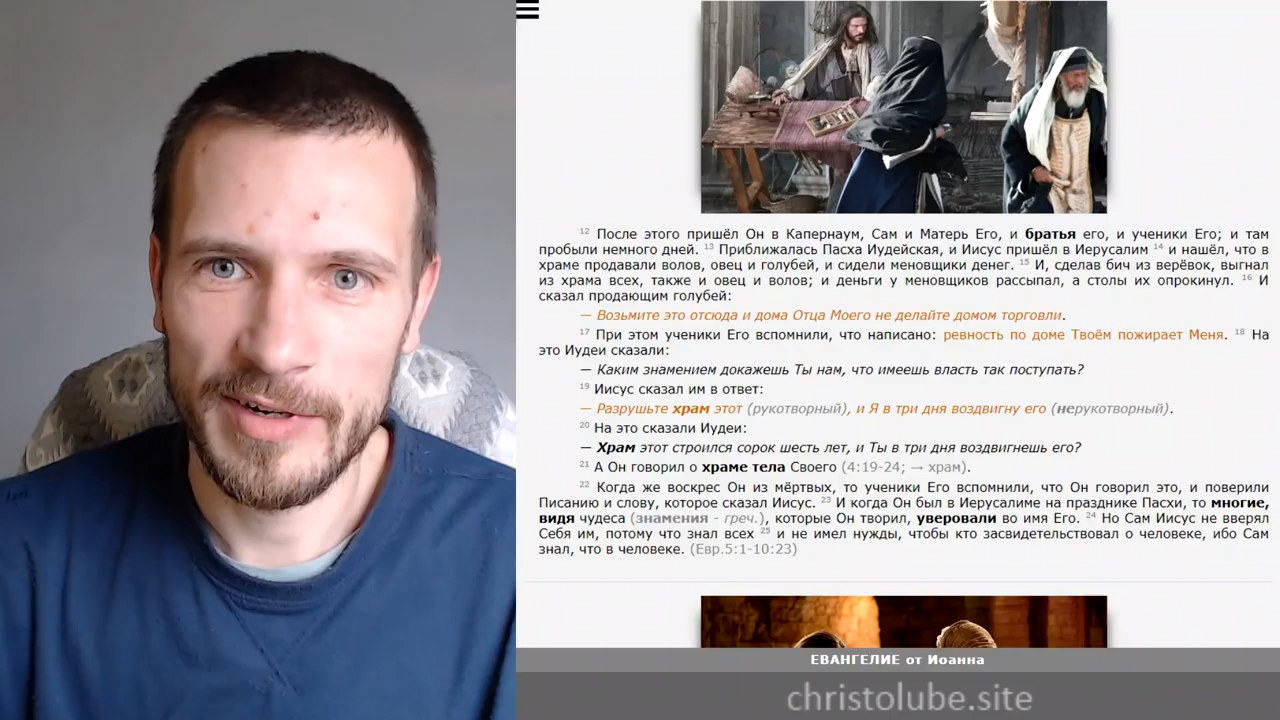 12 После этого пришёл Он в Капернаум, Сам и Матерь Его, и братья его, и ученики Его; и там
пробыли немного дней. 13 Приближалась Пасха Иудейская, и Иисус пришёл в Иерусалим 14 и нашёл, что в
храме продавали волов, овец и голубей, и сидели меновщики денег. 15 И, сделав бич из верёвок, выгнал
из храма всех, также и овец и волов; и деньги у меновщиков рассыпал, а столы их опрокинул. 16 И
сказал продающим голубей:
— Возьмите это отсюда и дома Отца Моего не делайте домом торговли.
17 При этом ученики Его вспомнили, что написано: ревность по доме Твоём пожирает Меня. 18 На
это Иудеи сказали:
— Каким знамением докажешь Ты нам, что имеешь власть так поступать?
19 Иисус сказал им в ответ:
— Разрушьте храм этот (рукотворный), и Я в три дня воздвигну его (нерукотворный).
20 На это сказали Иудеи:
— Храм этот строился сорок шесть лет, и Ты в три дня воздвигнешь его?
21 А Он говорил о храме тела Своего (4:19-24; → храм).
22 Когда же воскрес Он из мёртвых, то ученики Его вспомнили, что Он говорил это, и поверили
Писанию и слову, которое сказал Иисус. 23 И когда Он был в Иерусалиме на празднике Пасхи, то многие,
видя чудеса (знамения - греч.), которые Он творил, уверовали во имя Его. 24 Но Сам Иисус не вверял
Себя им, потому что знал всех 25 и не имел нужды, чтобы кто засвидетельствовал о человеке, ибо Сам
знал, что в человеке. (Евр.5:1-10:23)
ЕВАНГЕЛИЕ от Иоанна
christolube.site